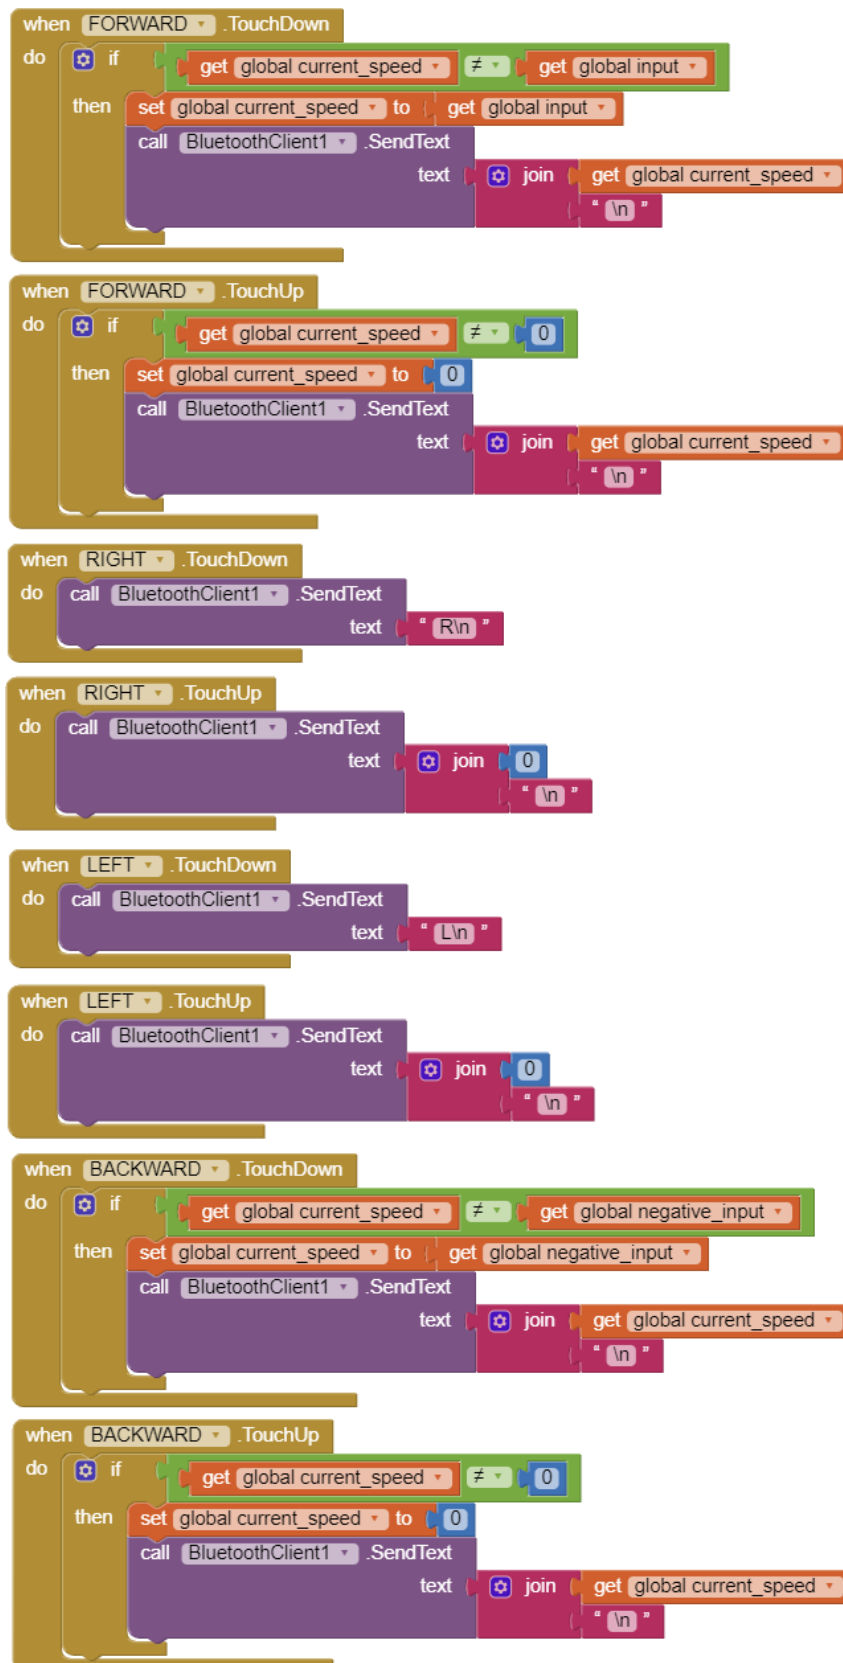 when FORWARD .TouchDown
do if get global current_speed ≠ get global input
then set global current_speed to get global input
call BluetoothClient1 .SendText
text join get global current_speed
" \n "
when FORWARD .TouchUp
do if get global current_speed ≠ 0
then set global current_speed to 0
call BluetoothClient1 .SendText
text join get global current_speed
" \n "
when RIGHT .TouchDown
do call BluetoothClient1 .SendText
text " R\n "
when RIGHT .TouchUp
do call BluetoothClient1 .SendText
text join 0
" \n "
when LEFT .TouchDown
do call BluetoothClient1 .SendText
text " L\n "
when LEFT .TouchUp
do call BluetoothClient1 .SendText
text join 0
" \n "
when BACKWARD .TouchDown
do if get global current_speed ≠ get global negative_input
then set global current_speed to get global negative_input
call BluetoothClient1 .SendText
text join get global current_speed
" \n "
when BACKWARD .TouchUp
do if get global current_speed ≠ 0
then set global current_speed to 0
call BluetoothClient1 .SendText
text join get global current_speed
" \n "